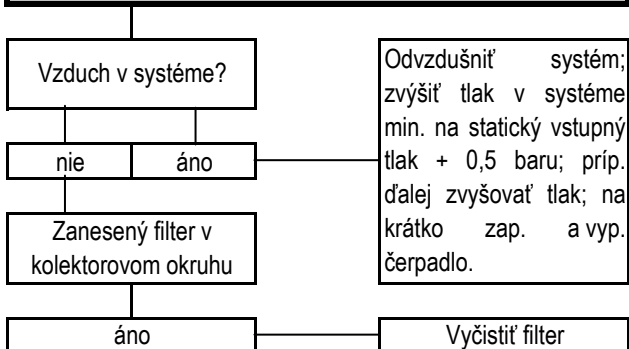 Vzduch v systéme?
Odvzdušniť systém;
zvýšiť tlak v systéme
min. na statický vstupný
tlak + 0,5 baru; príp.
ďalej zvyšovať tlak; na
krátko zap. a vyp.
čerpadlo.
nie áno
Zanesený filter v
kolektorovom okruhu
áno
Vyčistiť filter